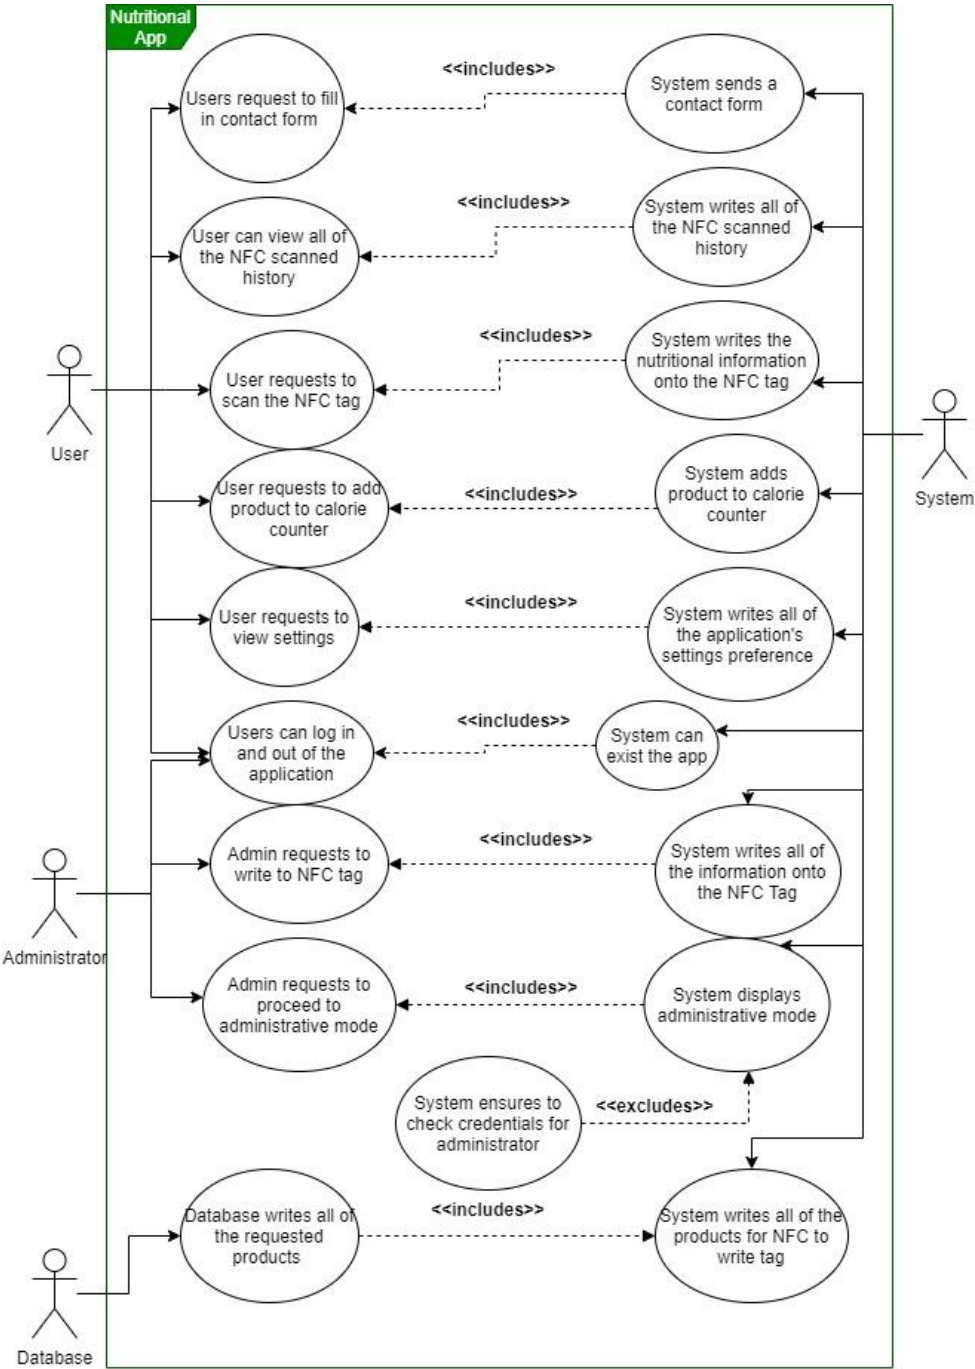 Nutritional
App
<<includes>>
Users request to fill
in contact form
System sends a
contact form
<<includes>>
User can view all of
the NFC scanned
history
System writes all of
the NFC scanned
history
<<includes>>
User requests to
scan the NFC tag
System writes the
nutritional information
onto the NFC tag
User
System
<<includes>>
User requests to add
product to calorie
counter
System adds
product to calorie
counter
<<includes>>
User requests to
view settings
System writes all of
the application's
settings preference
<<includes>>
Users can log in
and out of the
application
System can
exist the app
<<includes>>
Admin requests to
write to NFC tag
System writes all of
the information onto
the NFC Tag
Administrator
<<includes>>
Admin requests to
proceed to
administrative mode
System displays
administrative mode
System ensures to
check credentials for
administrator
<<excludes>>
<<includes>>
Database writes all of
the requested
products
System writes all of the
products for NFC to
write tag
Database